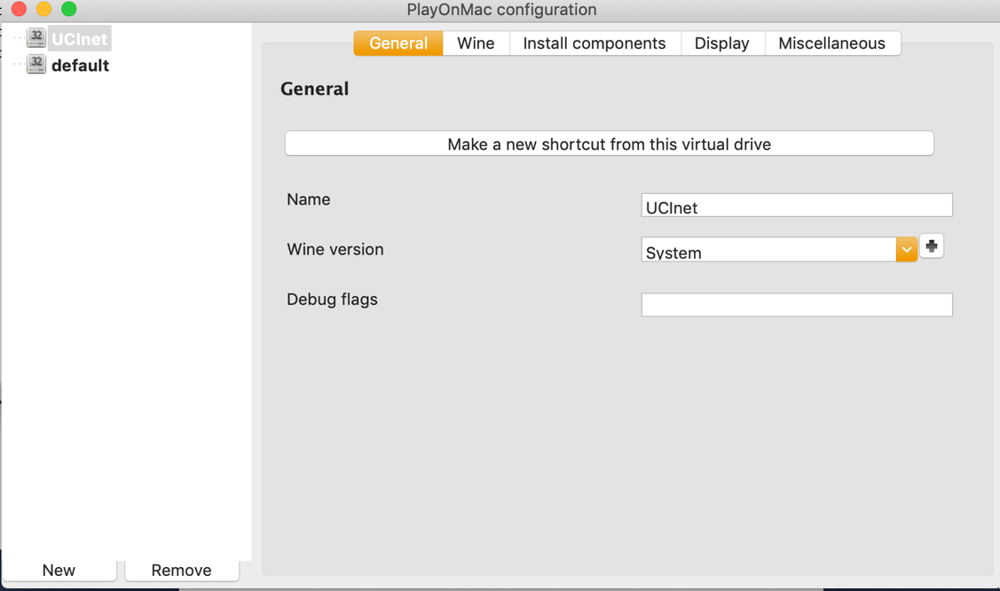 PlayOnMac configuration
32 UCInet
32 default
General Wine Install components Display Miscellaneous
General
Make a new shortcut from this virtual drive
Name UCInet
Wine version System
Debug flags
New Remove